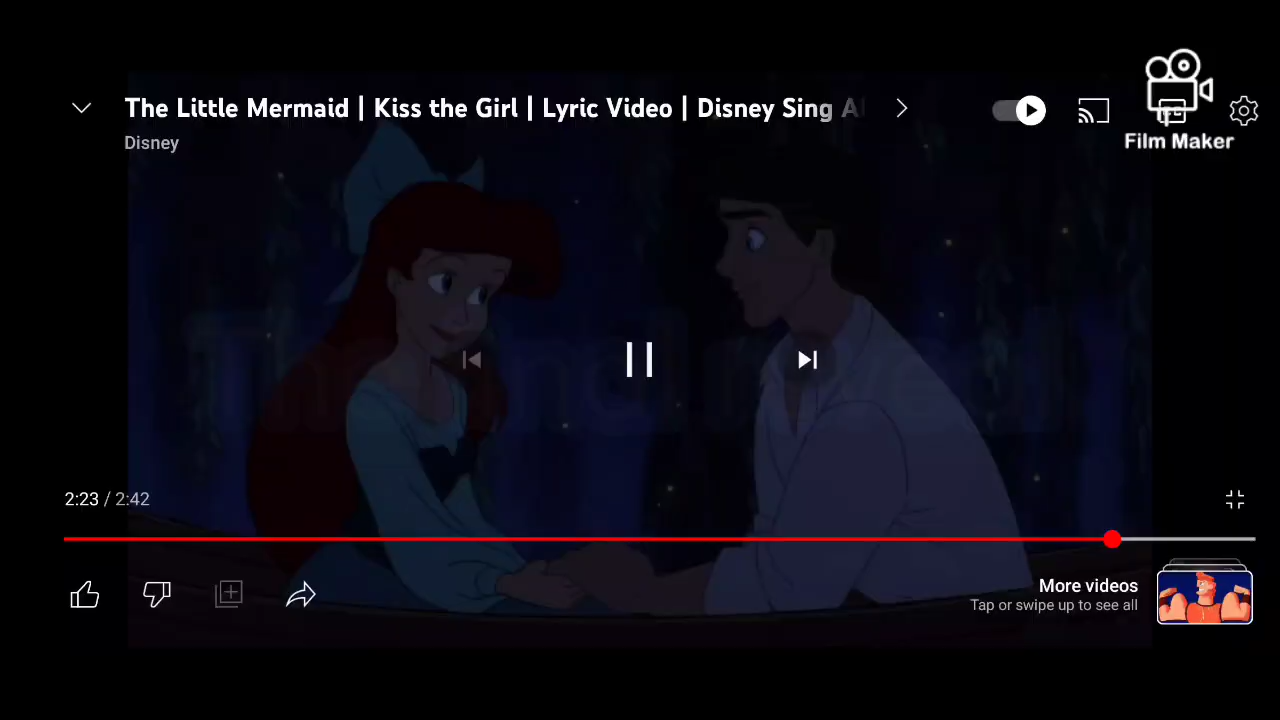 The Little Mermaid | Kiss the Girl | Lyric Video | Disney Sing A
Disney
Film Maker
2:23 / 2:42
More videos
Tap or swipe up to see all